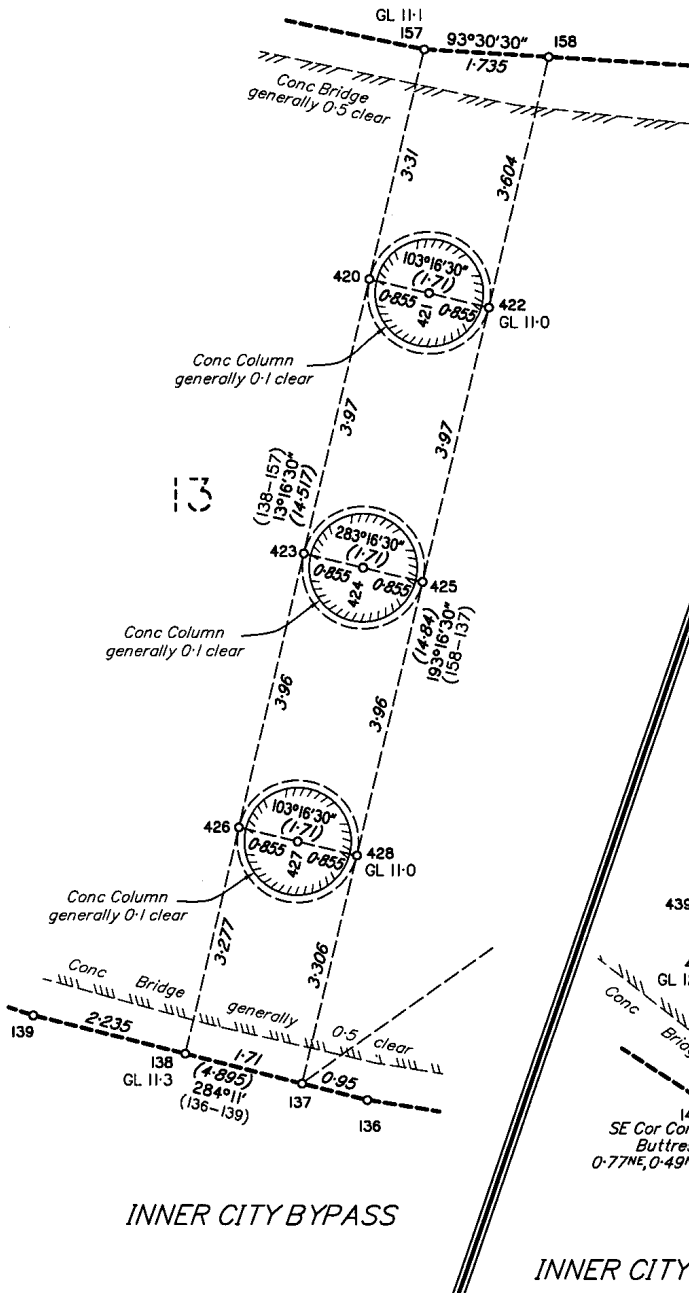 GL 11·1
157
93°30'30"
158
1·735
Conc Bridge
generally 0·5 clear
3·31
3·604
103°16'30"
(1·71)
420
0·855
0·855
421
422
GL 11·0
Conc Column
generally 0·1 clear
3·97
3·97
13
(138–157)
13°16'30"
(14·517)
283°16'30"
(1·71)
423
0·855
0·855
424
425
Conc Column
generally 0·1 clear
(14·84)
193°16'30"
(158–137)
3·96
3·96
103°16'30"
(1·71)
426
0·855
0·855
427
428
GL 11·0
Conc Column
generally 0·1 clear
3·277
3·306
Conc Bridge generally 0·5 clear
139
2·235
138
GL 11·3
1·71
(4·895)
284°11'
(136–139)
137
0·95
136
INNER CITY BYPASS
439
Conc
SE Cor
Buttre
0·77NE, 0·49
INNER CITY